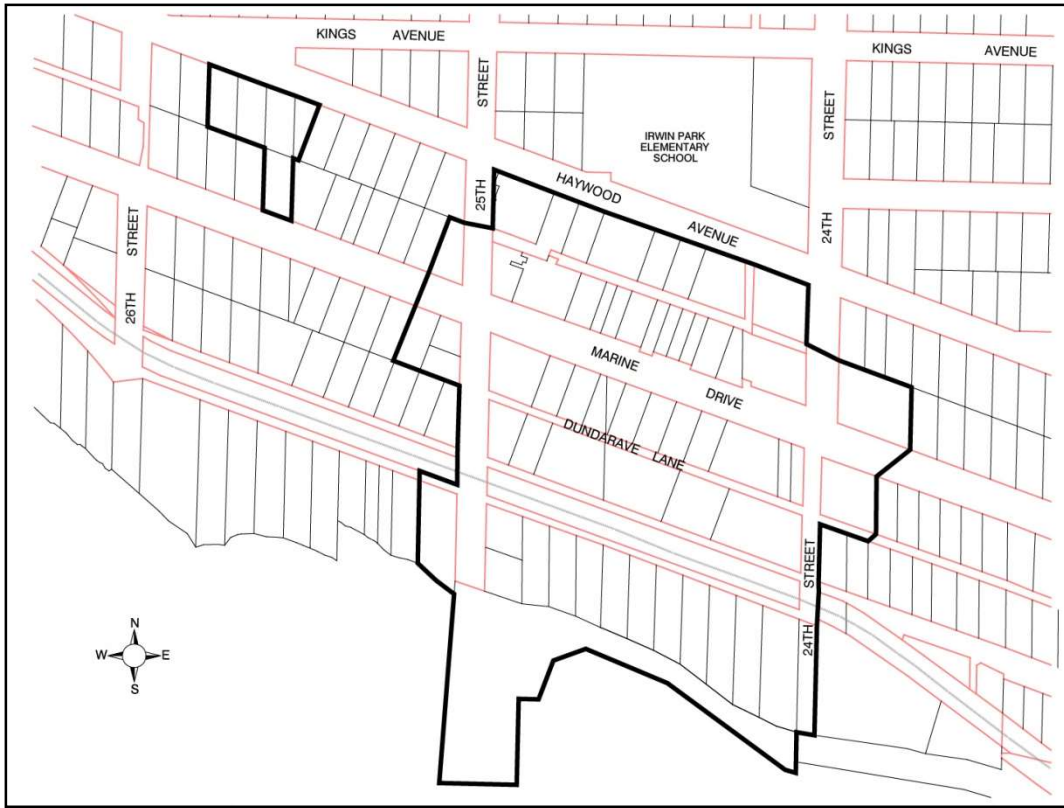 KINGS AVENUE
KINGS AVENUE
STREET
STREET
IRWIN PARK
ELEMENTARY
SCHOOL
HAYWOOD AVENUE
25TH
24TH
STREET
26TH
MARINE DRIVE
DUNDARAVE LANE
STREET
24TH
N
W E
S